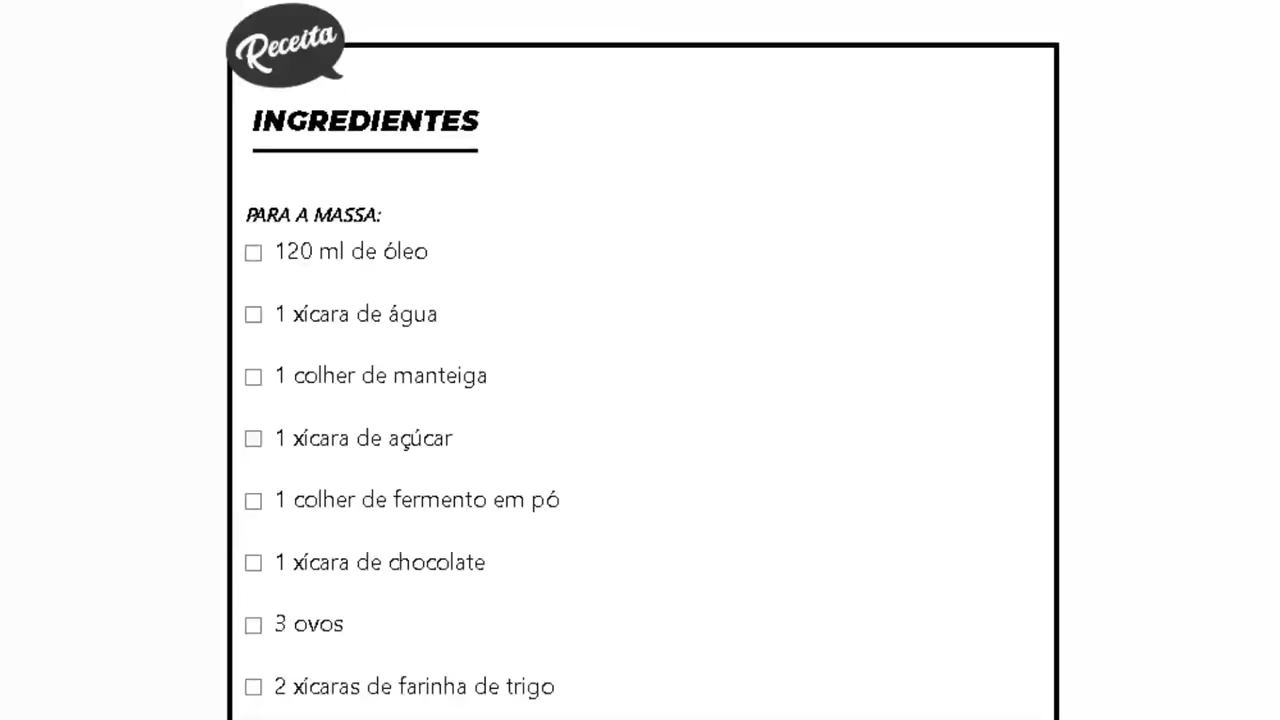 Receita
INGREDIENTES
PARA A MASSA:
120 ml de óleo
1 xícara de água
1 colher de manteiga
1 xícara de açúcar
1 colher de fermento em pó
1 xícara de chocolate
3 ovos
2 xícaras de farinha de trigo